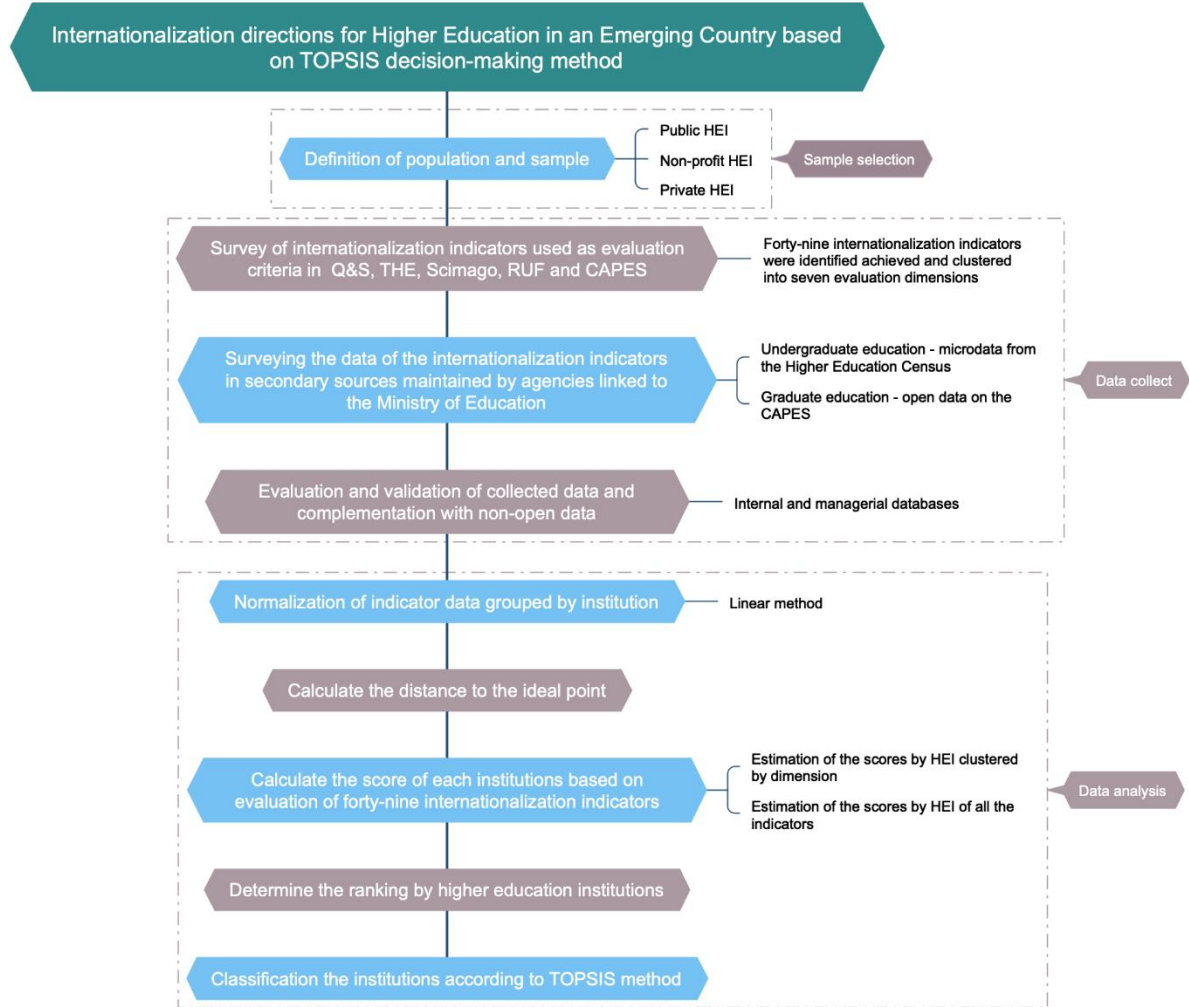 Internationalization directions for Higher Education in an Emerging Country based
on TOPSIS decision-making method
Definition of population and sample
Public HEI
Non-profit HEI
Private HEI
Sample selection
Survey of internationalization indicators used as evaluation
criteria in Q&S, THE, Scimago, RUF and CAPES
Forty-nine internationalization indicators
were identified achieved and clustered
into seven evaluation dimensions
Surveying the data of the internationalization indicators
in secondary sources maintained by agencies linked to
the Ministry of Education
Undergraduate education - microdata from
the Higher Education Census
Graduate education - open data on the
CAPES
Data collect
Evaluation and validation of collected data and
complementation with non-open data
Internal and managerial databases
Normalization of indicator data grouped by institution
Linear method
Calculate the distance to the ideal point
Calculate the score of each institutions based on
evaluation of forty-nine internationalization indicators
Estimation of the scores by HEI clustered
by dimension
Estimation of the scores by HEI of all the
indicators
Data analysis
Determine the ranking by higher education institutions
Classification the institutions according to TOPSIS method